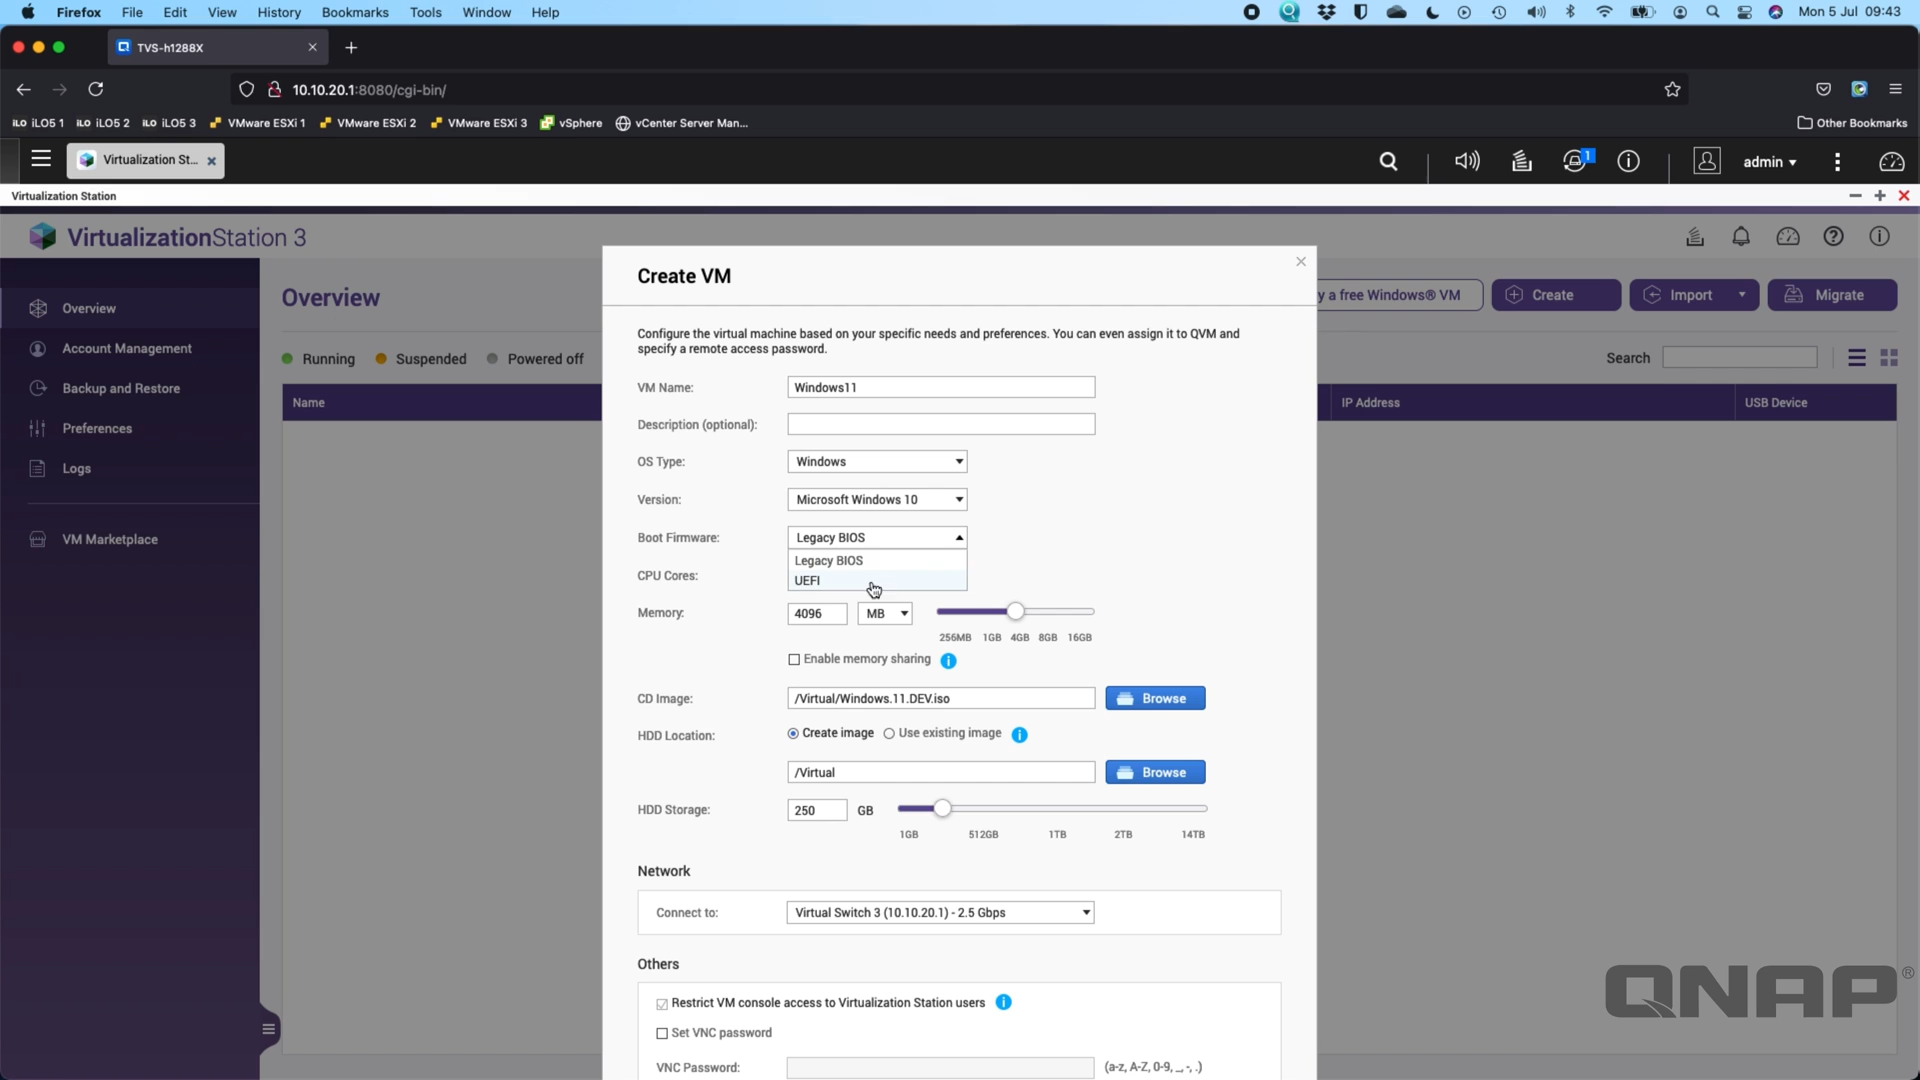 Firefox File Edit View History Bookmarks Tools Window Help Mon 5 Jul 09:43
TVS-h1288X
10.10.20.1:8080/cgi-bin/
iLO iLO5 1 iLO iLO5 2 iLO iLO5 3 VMware ESXi 1 VMware ESXi 2 VMware ESXi 3 vSphere vCenter Server Man... Other Bookmarks
Virtualization St... 1 admin
Virtualization Station
VirtualizationStation 3
Create VM
Overview
Overview
y a free Windows® VM Create Import Migrate
Configure the virtual machine based on your specific needs and preferences. You can even assign it to QVM and
specify a remote access password.
Account Management
Running Suspended Powered off
Search
Backup and Restore
VM Name: Windows11
Name
IP Address USB Device
Preferences
Description (optional):
Logs
OS Type: Windows
Version: Microsoft Windows 10
Boot Firmware: Legacy BIOS
Legacy BIOS
VM Marketplace
CPU Cores:
UEFI
Memory: 4096 MB
256MB 1GB 4GB 8GB 16GB
Enable memory sharing
CD Image: /Virtual/Windows.11.DEV.iso Browse
HDD Location: Create image Use existing image
/Virtual Browse
HDD Storage: 250 GB
1GB 512GB 1TB 2TB 14TB
Network
Connect to: Virtual Switch 3 (10.10.20.1) - 2.5 Gbps
Others
Restrict VM console access to Virtualization Station users
Set VNC password
VNC Password: (a-z, A-Z, 0-9, _, -, .)
QNAP®